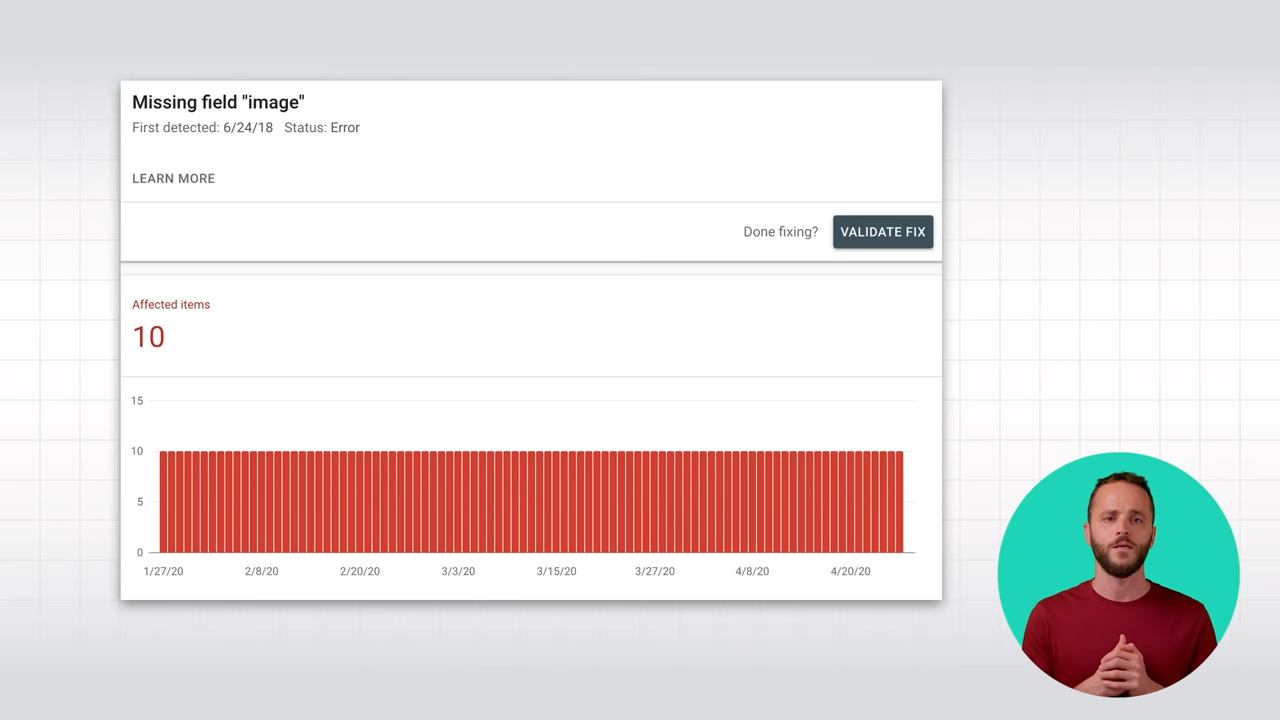 Missing field "image"
First detected: 6/24/18 Status: Error
LEARN MORE
Done fixing? VALIDATE FIX
Affected items
10
15
10
5
0
1/27/20 2/8/20 2/20/20 3/3/20 3/15/20 3/27/20 4/8/20 4/20/20